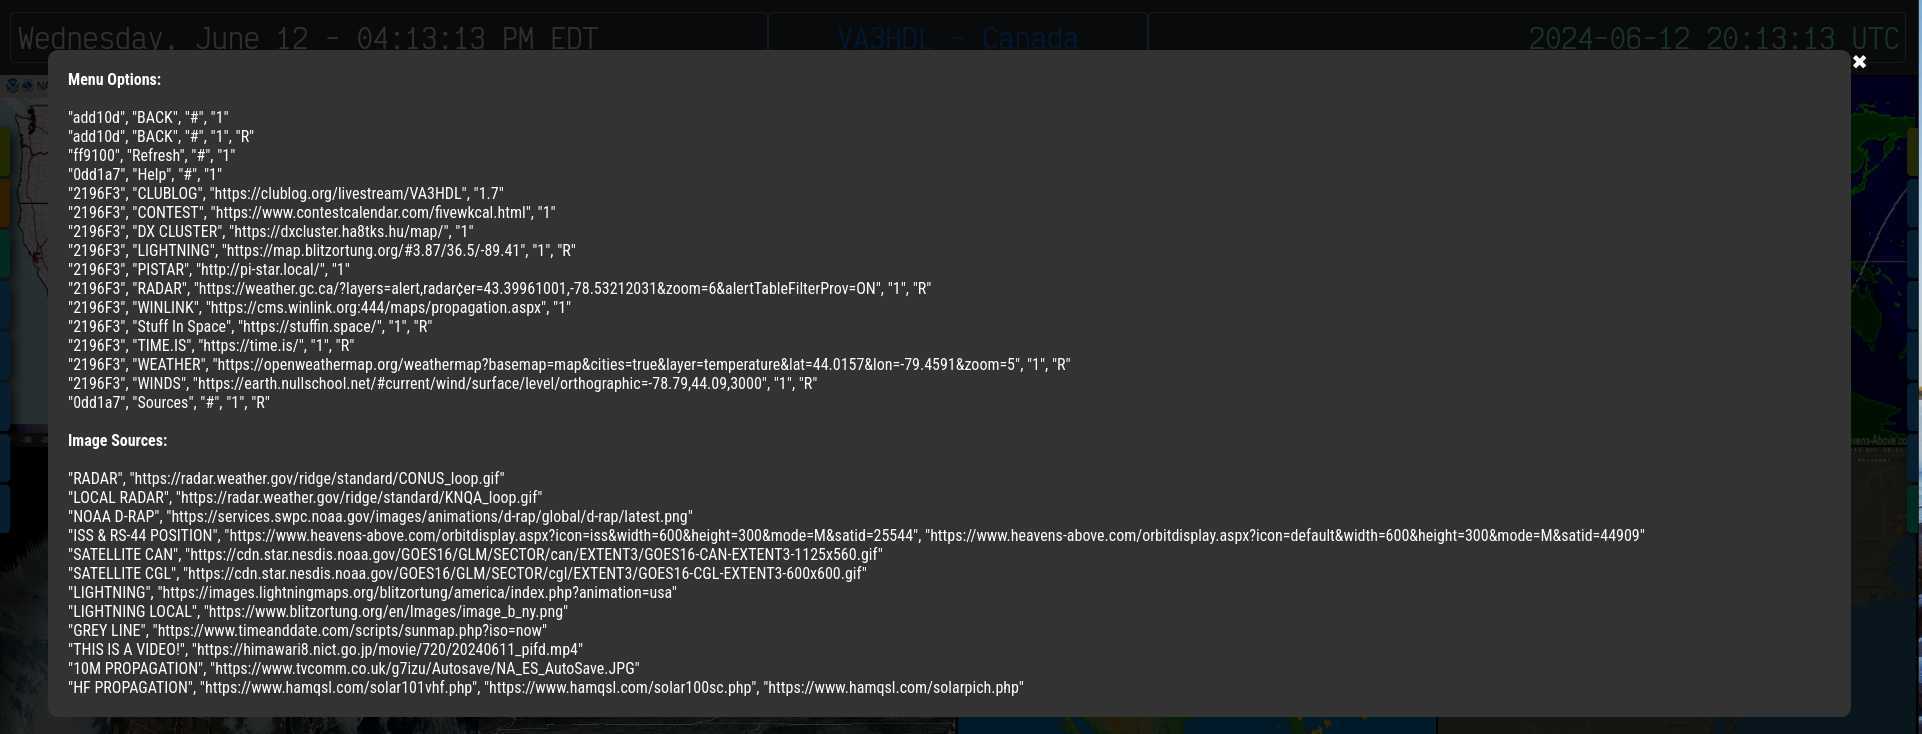 Wednesday, June 12 - 04:13:13 PM EDT
VA3HDL - Canada
2024-06-12 20:13:13 UTC
✖
NA
Menu Options:
"add10d", "BACK", "#", "1"
"add10d", "BACK", "#", "1", "R"
"ff9100", "Refresh", "#", "1"
"0dd1a7", "Help", "#", "1"
"2196F3", "CLUBLOG", "https://clublog.org/livestream/VA3HDL", "1.7"
"2196F3", "CONTEST", "https://www.contestcalendar.com/fivewkcal.html", "1"
"2196F3", "DX CLUSTER", "https://dxcluster.ha8tks.hu/map/", "1"
"2196F3", "LIGHTNING", "https://map.blitzortung.org/#3.87/36.5/-89.41", "1", "R"
"2196F3", "PISTAR", "http://pi-star.local/", "1"
"2196F3", "RADAR", "https://weather.gc.ca/?layers=alert,radar¢er=43.39961001,-78.53212031&zoom=6&alertTableFilterProv=ON", "1", "R"
"2196F3", "WINLINK", "https://cms.winlink.org:444/maps/propagation.aspx", "1"
"2196F3", "Stuff In Space", "https://stuffin.space/", "1", "R"
"2196F3", "TIME.IS", "https://time.is/", "1", "R"
"2196F3", "WEATHER", "https://openweathermap.org/weathermap?basemap=map&cities=true&layer=temperature&lat=44.0157&lon=-79.4591&zoom=5", "1", "R"
"2196F3", "WINDS", "https://earth.nullschool.net/#current/wind/surface/level/orthographic=-78.79,44.09,3000", "1", "R"
"0dd1a7", "Sources", "#", "1", "R"
Image Sources:
"RADAR", "https://radar.weather.gov/ridge/standard/CONUS_loop.gif"
"LOCAL RADAR", "https://radar.weather.gov/ridge/standard/KNQA_loop.gif"
"NOAA D-RAP", "https://services.swpc.noaa.gov/images/animations/d-rap/global/d-rap/latest.png"
"ISS & RS-44 POSITION", "https://www.heavens-above.com/orbitdisplay.aspx?icon=iss&width=600&height=300&mode=M&satid=25544", "https://www.heavens-above.com/orbitdisplay.aspx?icon=default&width=600&height=300&mode=M&satid=44909"
"SATELLITE CAN", "https://cdn.star.nesdis.noaa.gov/GOES16/GLM/SECTOR/can/EXTENT3/GOES16-CAN-EXTENT3-1125x560.gif"
"SATELLITE CGL", "https://cdn.star.nesdis.noaa.gov/GOES16/GLM/SECTOR/cgl/EXTENT3/GOES16-CGL-EXTENT3-600x600.gif"
"LIGHTNING", "https://images.lightningmaps.org/blitzortung/america/index.php?animation=usa"
"LIGHTNING LOCAL", "https://www.blitzortung.org/en/Images/image_b_ny.png"
"GREY LINE", "https://www.timeanddate.com/scripts/sunmap.php?iso=now"
"THIS IS A VIDEO!", "https://himawari8.nict.go.jp/movie/720/20240611_pifd.mp4"
"10M PROPAGATION", "https://www.tvcomm.co.uk/g7izu/Autosave/NA_ES_AutoSave.JPG"
"HF PROPAGATION", "https://www.hamqsl.com/solar101vhf.php", "https://www.hamqsl.com/solar100sc.php", "https://www.hamqsl.com/solarpich.php"